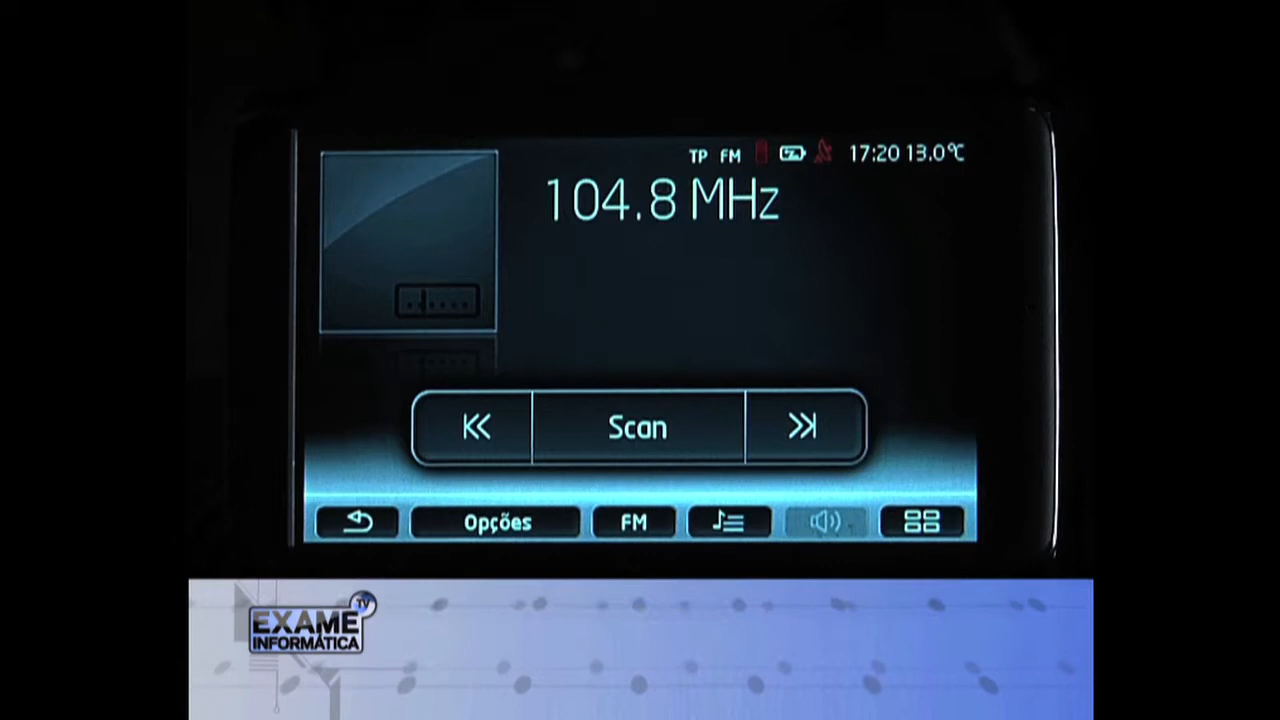 TP FM 17:20 13.0°C
104.8 MHz
Scan
Opções FM
EXAME TV
INFORMÁTICA